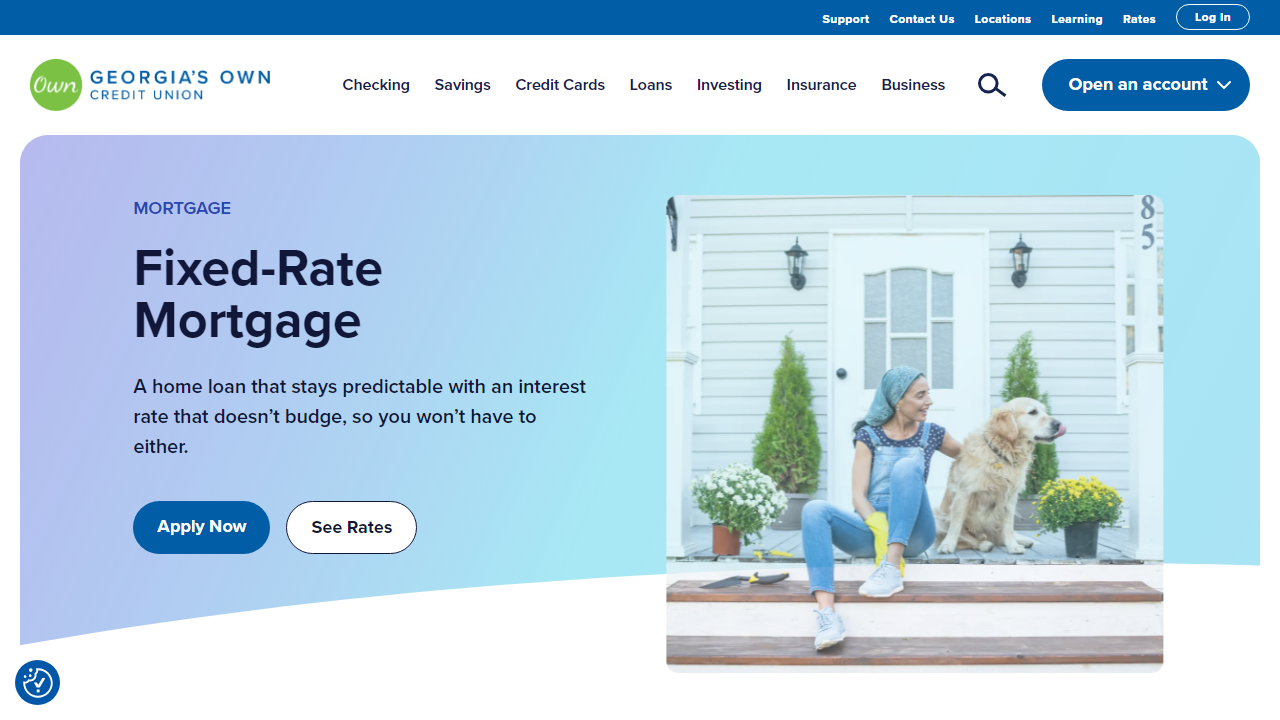 Support Contact Us Locations Learning Rates Log In
Own GEORGIA'S OWN
CREDIT UNION
Checking Savings Credit Cards Loans Investing Insurance Business Open an account
MORTGAGE
Fixed-Rate
Mortgage
A home loan that stays predictable with an interest
rate that doesn’t budge, so you won’t have to
either.
Apply Now See Rates
8
5